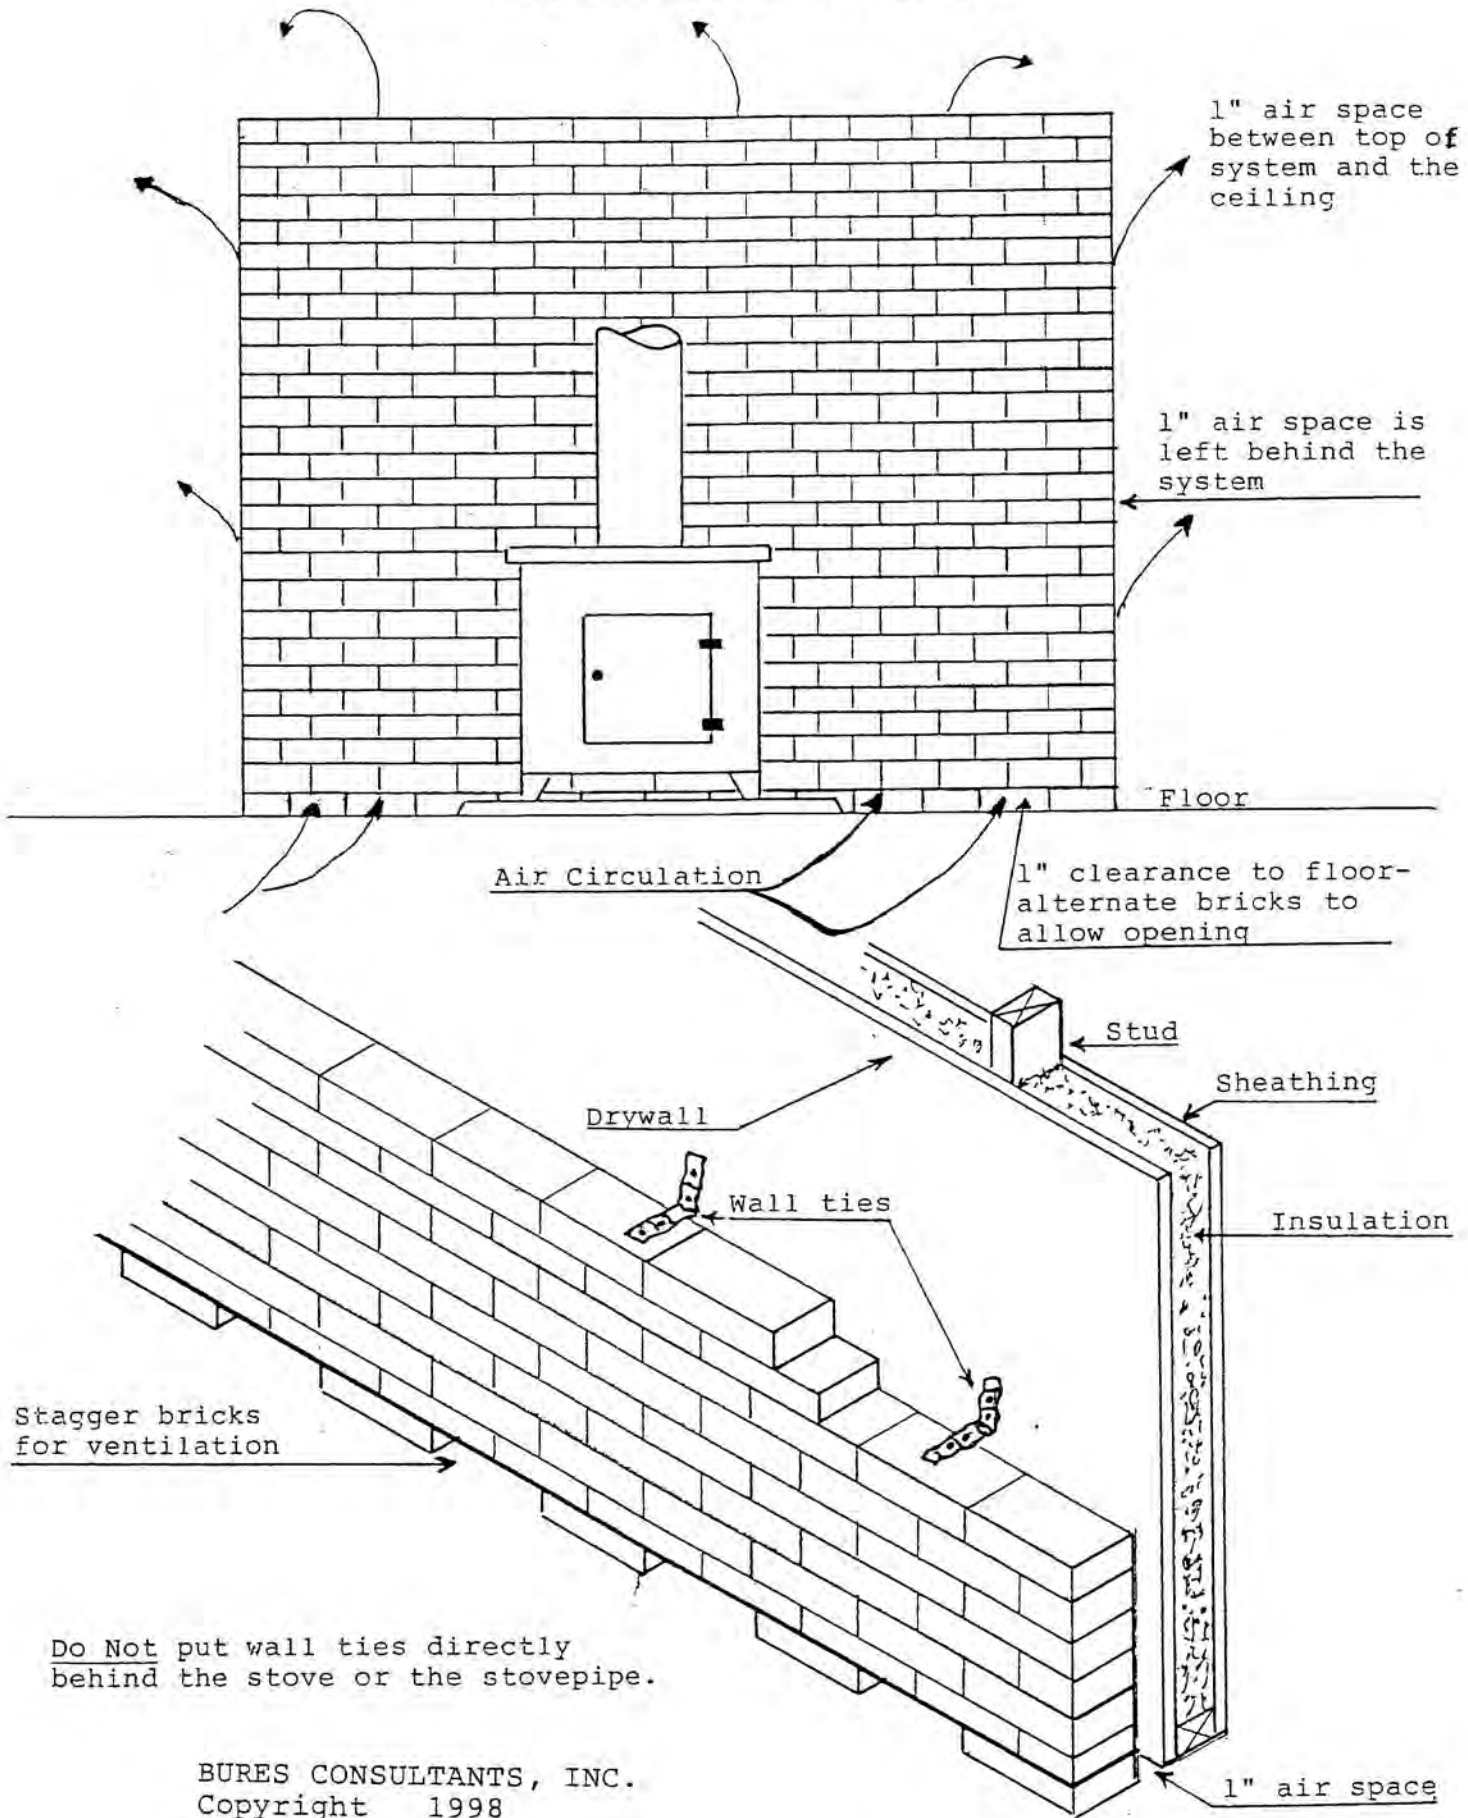 1" air space
between top of
system and the
ceiling
1" air space is
left behind the
system
Floor
Air Circulation
1" clearance to floor-
alternate bricks to
allow opening
Stud
Sheathing
Drywall
Wall ties
Insulation
Stagger bricks
for ventilation
Do Not put wall ties directly
behind the stove or the stovepipe.
BURES CONSULTANTS, INC.
Copyright 1998
1" air space